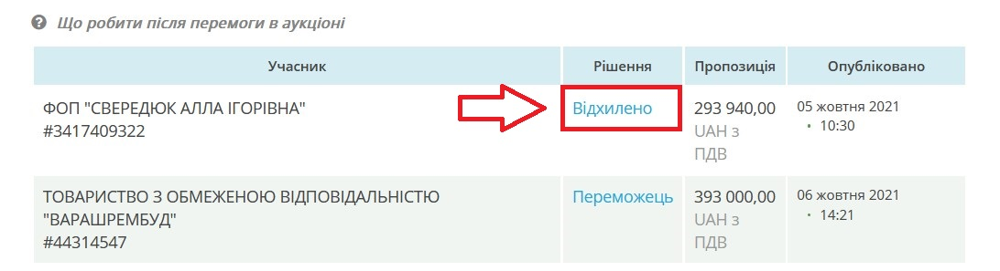 Що робити після перемоги в аукціоні
Учасник Рішення Пропозиція Опубліковано
ФОП "СВЕРЕДЮК АЛЛА ІГОРІВНА" Відхилено 293 940,00 05 жовтня 2021
#3417409322 UAH з • 10:30
ПДВ
ТОВАРИСТВО З ОБМЕЖЕНОЮ ВІДПОВІДАЛЬНІСТЮ Переможець 393 000,00 06 жовтня 2021
"ВАРАШРЕМБУД" UAH з • 14:21
#44314547 ПДВ